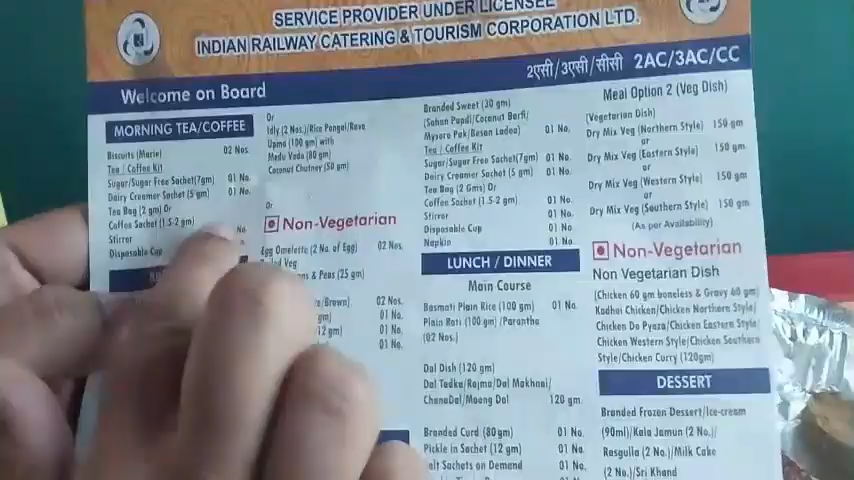 SERVICE PROVIDER UNDER LICENSEE
INDIAN RAILWAY CATERING & TOURISM CORPORATION LTD.
Welcome on Board
2एसी/3एसी/सीसी 2AC/3AC/CC
MORNING TEA/COFFEE
Biscuits (Marie) 02 Nos.
Tea / Coffee Kit
Sugar/Sugar Free Sachet(7gm) 01 No.
Dairy Creamer Sachet (5 gm) 01 No.
Tea Bag (2 gm) Or
Coffee Sachet (1.5-2 gm)
Stirrer
Disposable Cup
Or
Idly (2 Nos.)/Rice Pongal/Rava
Upma (100 gm) with
Medu Vada (80 gm)
Coconut Chutney (50 gm)
Or
Non-Vegetarian
Egg Omelette (2 No. of Egg) 02 Nos.
Veg
& Peas (25 gm)
/Brown) 02 Nos.
01 No.
12 gm) 01 No.
01 No.
Branded Sweet (30 gm)
(Sohan Papdi/Coconut Barfi/
Mysore Pak/Besan Ladoo) 01 No.
Tea / Coffee Kit
Sugar/Sugar Free Sachet(7gm) 01 No.
Dairy Creamer Sachet (5 gm) 01 No.
Tea Bag (2 Gms) Or
Coffee Sachet (1.5-2 gm) 01 No.
Stirrer 01 No.
Disposable Cup 01 No.
Napkin 01 No.
LUNCH / DINNER
Main Course
Basmati Plain Rice (100 gm) 01 No.
Plain Roti (100 gm)/Parantha
(02 Nos.)
Dal Dish (120 gm)
Dal Tadka/Rajma/Dal Makhani/
ChanaDal/Moong Dal 120 gm.
Branded Curd (80gm) 01 No.
Pickle in Sachet (12 gm) 01 No.
Salt Sachets on Demand 01 No.
01 No.
Meal Option 2 (Veg Dish)
(Vegetarian Dish)
Dry Mix Veg (Northern Style) 150 gm
or
Dry Mix Veg (Eastern Style) 150 gm.
or
Dry Mix Veg (Western Style) 150 gm
or
Dry Mix Veg (Southern Style) 150 gm
(As per Availability)
Non-Vegetarian
Non Vegetarian Dish
(Chicken 60 gm boneless & Gravy 60 gm)
Kadhai Chicken/Chicken Northern Style/
Chicken Do Pyaza/Chicken Eastern Style/
Chicken Western Style/Chicken Southern
Style/Chicken Curry (120gm)
DESSERT
Branded Frozen Dessert/Ice-cream
(90ml)/Kala Jamun (2 No.)/
Rasgulla (2 No.)/Milk Cake
(2 No.)/Sri Khand